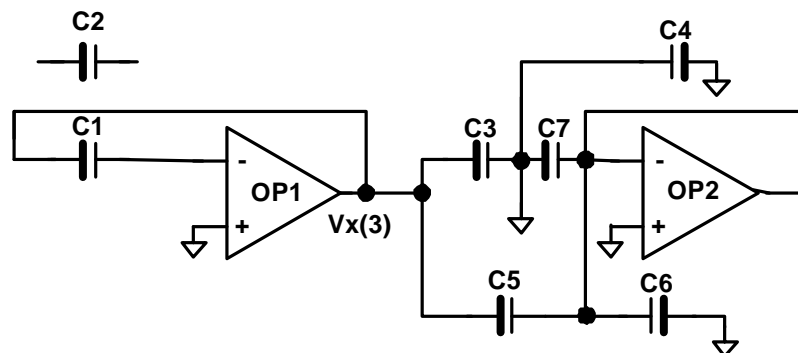 C2
C4
C1
C3
C7
-
OP1
+
-
OP2
+
Vx(3)
C5
C6